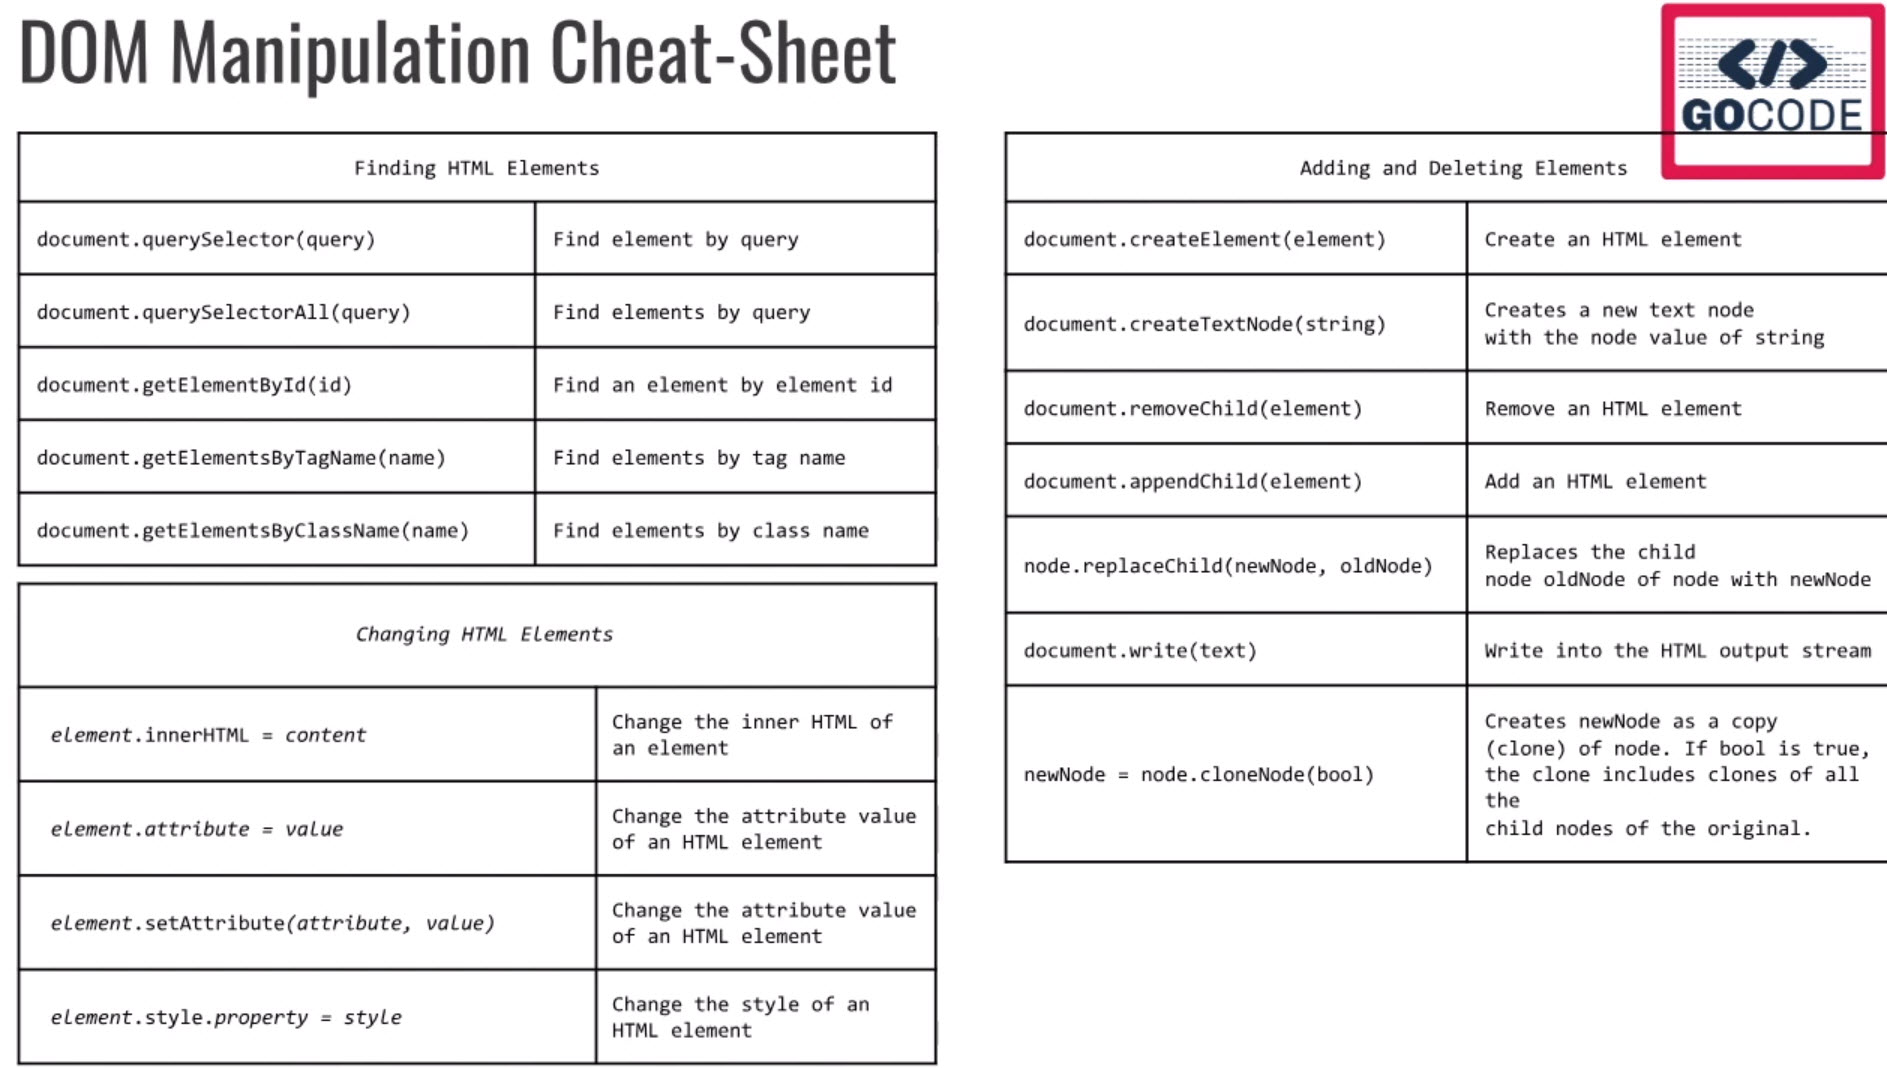 DOM Manipulation Cheat-Sheet
</>
GOCODE
Finding HTML Elements
document.querySelector(query)
Find element by query
document.querySelectorAll(query)
Find elements by query
document.getElementById(id)
Find an element by element id
document.getElementsByTagName(name)
Find elements by tag name
document.getElementsByClassName(name)
Find elements by class name
Changing HTML Elements
element.innerHTML = content
Change the inner HTML of
an element
element.attribute = value
Change the attribute value
of an HTML element
element.setAttribute(attribute, value)
Change the attribute value
of an HTML element
element.style.property = style
Change the style of an
HTML element
Adding and Deleting Elements
document.createElement(element)
Create an HTML element
document.createTextNode(string)
Creates a new text node
with the node value of string
document.removeChild(element)
Remove an HTML element
document.appendChild(element)
Add an HTML element
node.replaceChild(newNode, oldNode)
Replaces the child
node oldNode of node with newNode
document.write(text)
Write into the HTML output stream
newNode = node.cloneNode(bool)
Creates newNode as a copy
(clone) of node. If bool is true,
the clone includes clones of all
the
child nodes of the original.